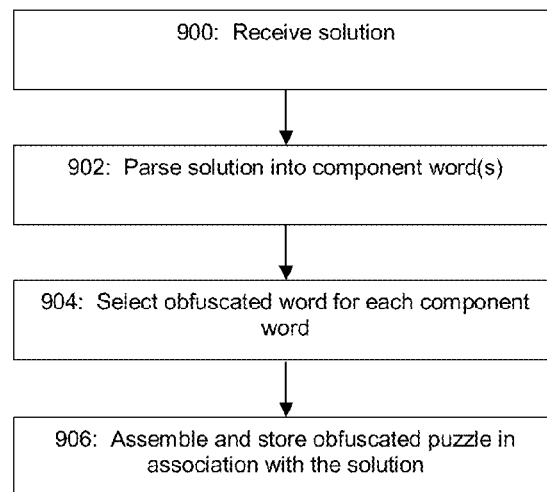 900: Receive solution
902: Parse solution into component word(s)
904: Select obfuscated word for each component
word
906: Assemble and store obfuscated puzzle in
association with the solution